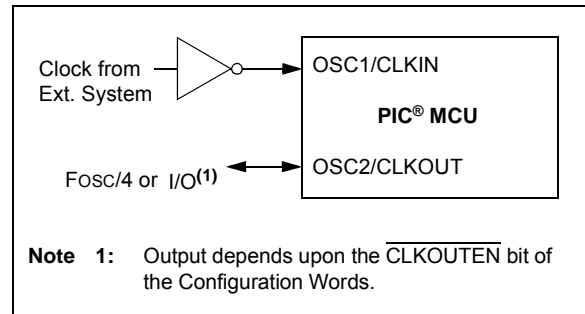 Clock from
Ext. System
OSC1/CLKIN
PIC® MCU
FOSC/4 or I/O(1)
OSC2/CLKOUT
Note 1: Output depends upon the CLKOUTEN bit of
the Configuration Words.